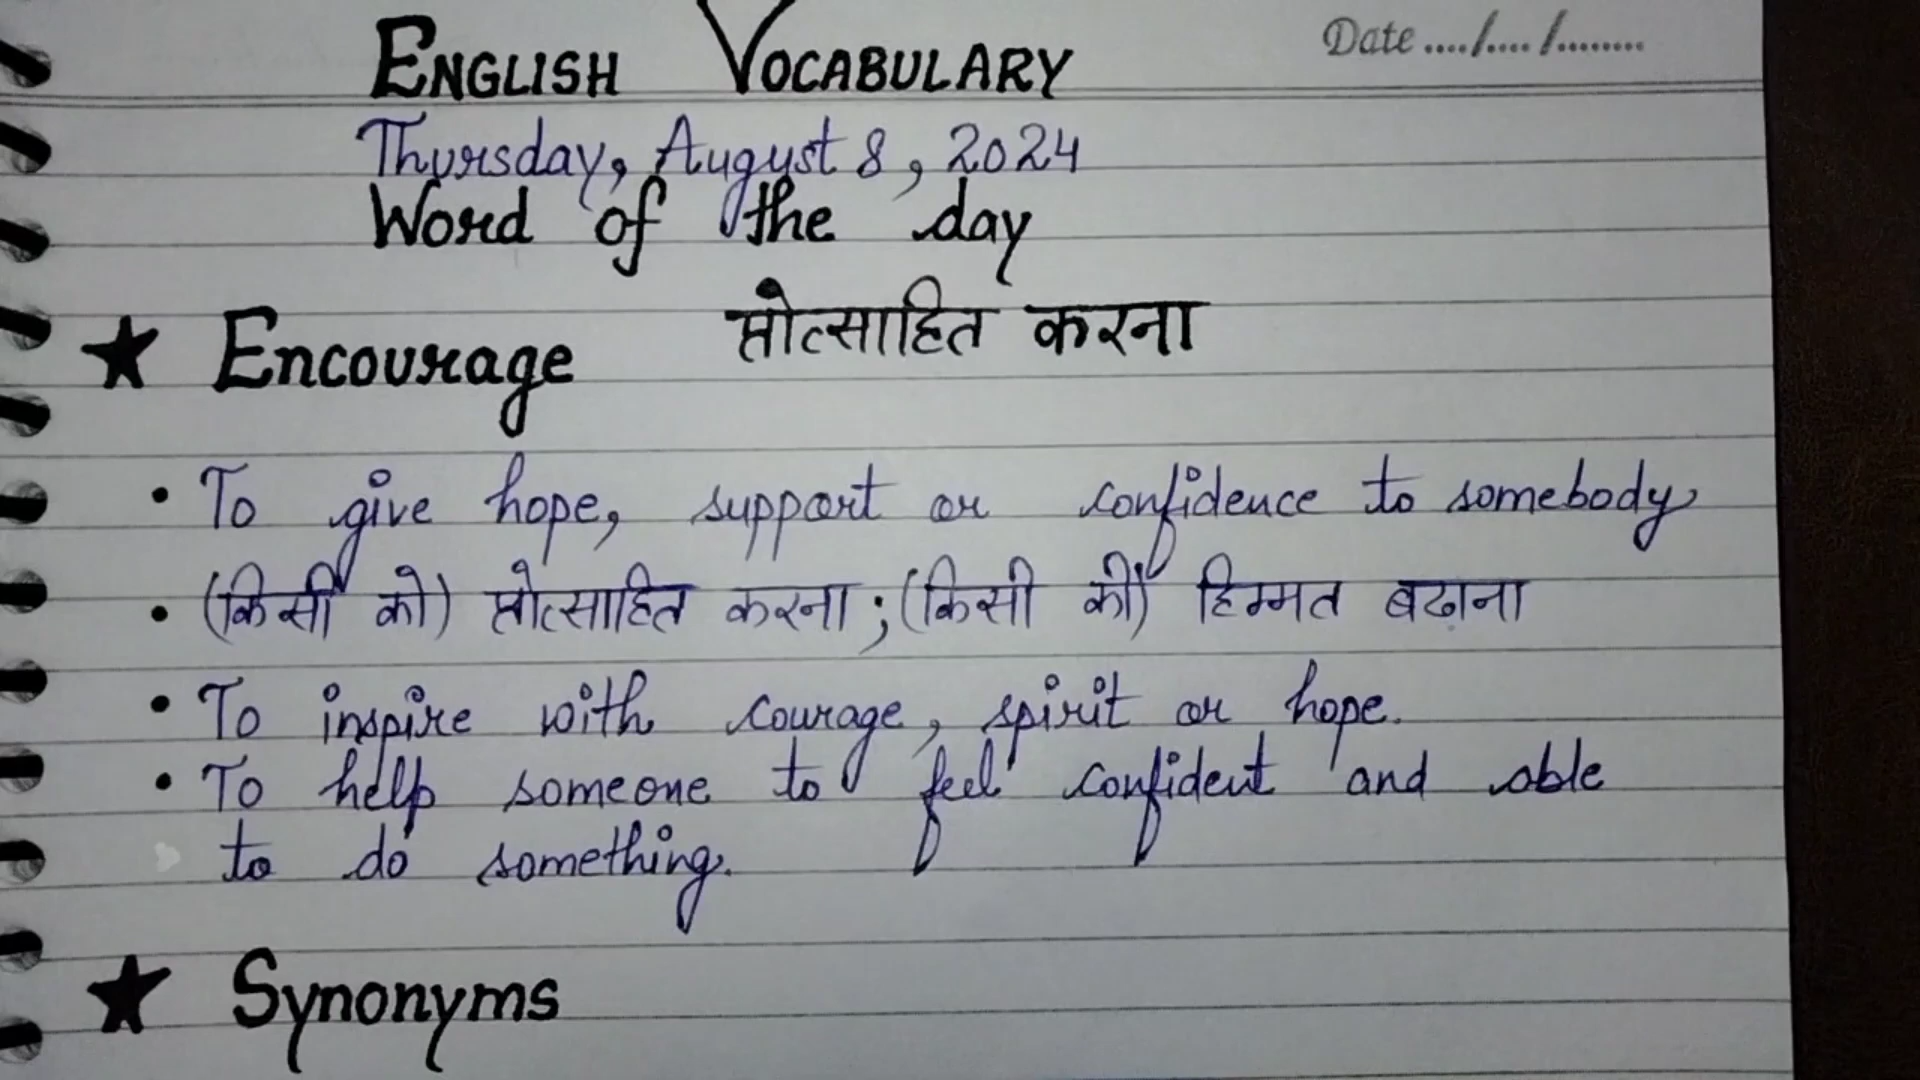 Date ..../..../.........
ENGLISH VOCABULARY
Thursday, August 8, 2024
Word of the day
★ Encourage प्रोत्साहित करना
• To give hope, support or confidence to somebody
• (किसी को) प्रोत्साहित करना; (किसी की) हिम्मत बढाना
• To inspire with courage, spirit or hope.
• To help someone to feel confident and able
to do something.
★ Synonyms